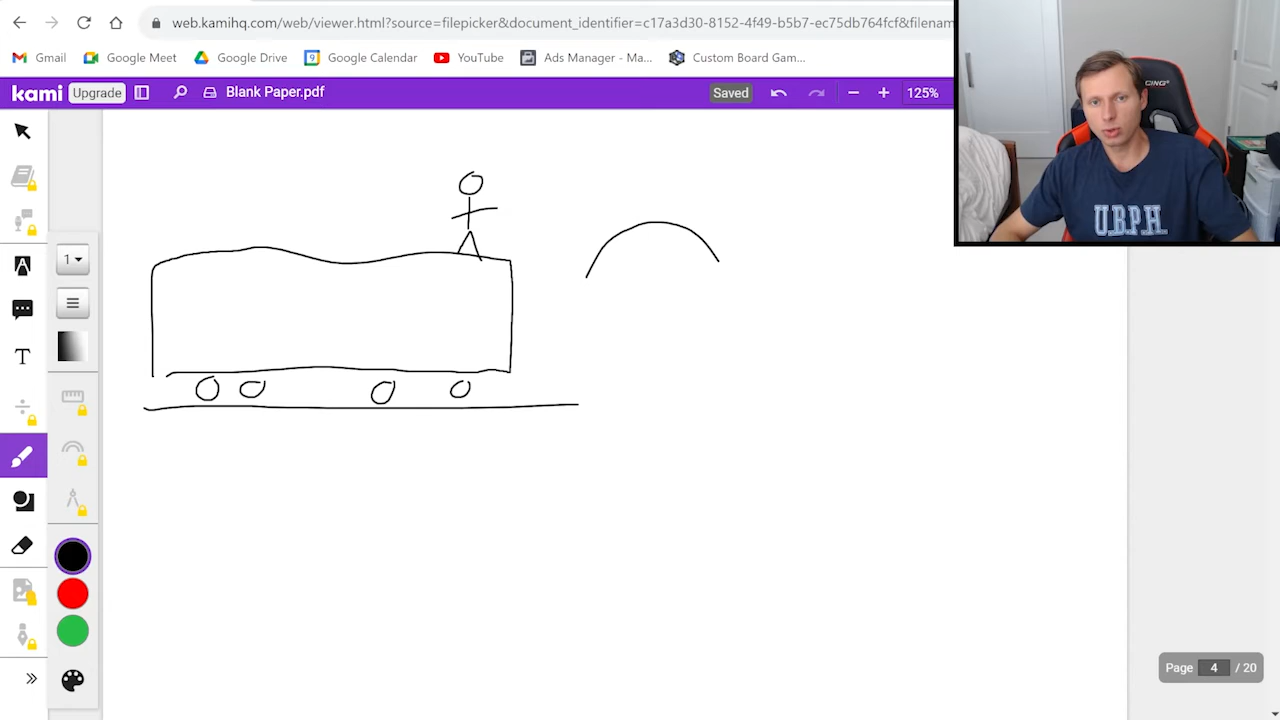 web.kamihq.com/web/viewer.html?source=filepicker&document_identifier=c17a3d30-8152-4f49-b5b7-ec75db764fcf&filenam
Gmail Google Meet Google Drive Google Calendar YouTube Ads Manager - Ma... Custom Board Gam...
kami Upgrade Blank Paper.pdf Saved 125%
1
T
U.B.P.H.
Page 4 / 20